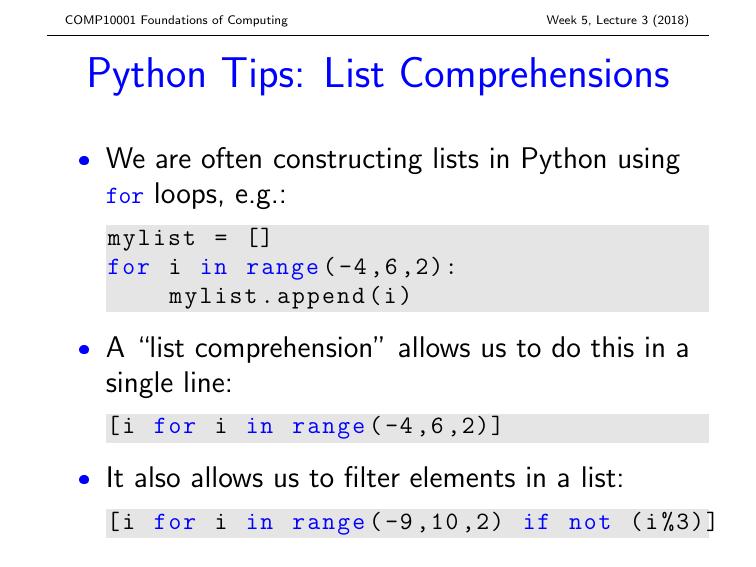 COMP10001 Foundations of Computing Week 5, Lecture 3 (2018)
Python Tips: List Comprehensions
• We are often constructing lists in Python using
for loops, e.g.:
mylist = []
for i in range(-4,6,2):
    mylist.append(i)
• A “list comprehension” allows us to do this in a
single line:
[i for i in range(-4,6,2)]
• It also allows us to filter elements in a list:
[i for i in range(-9,10,2) if not (i%3)]